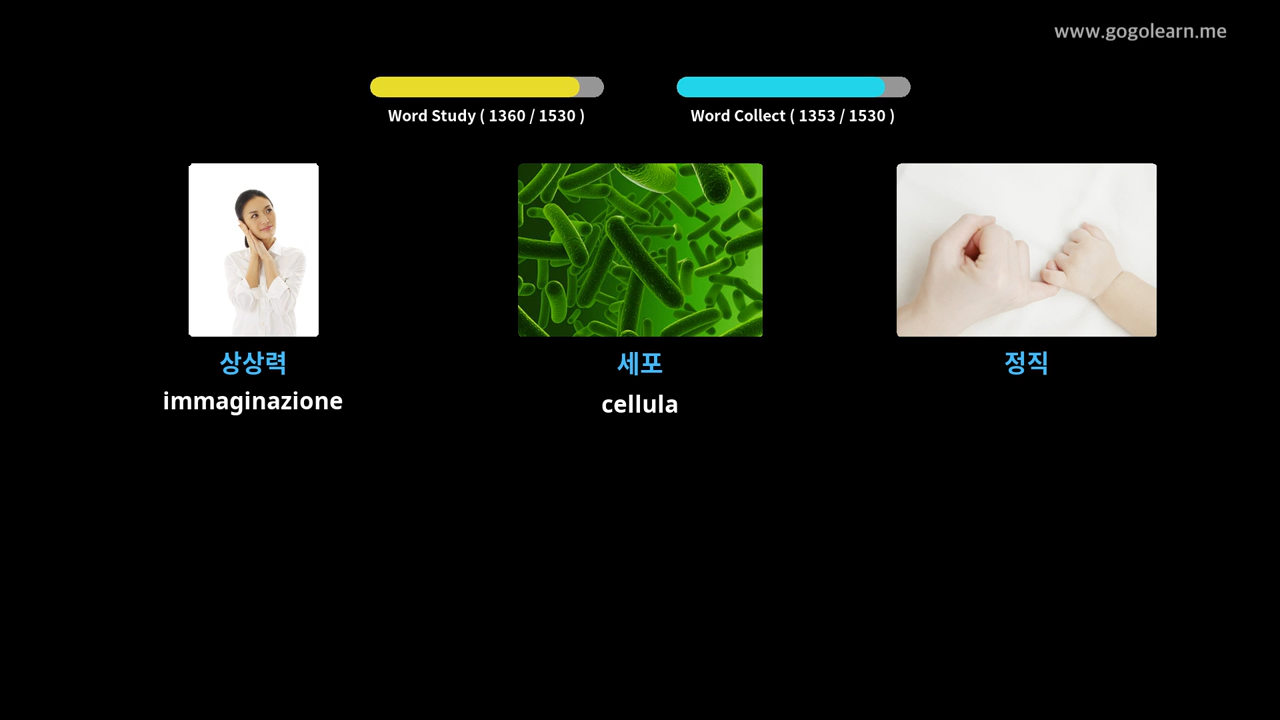 www.gogolearn.me
Word Study ( 1360 / 1530 )
Word Collect ( 1353 / 1530 )
상상력
immaginazione
세포
cellula
정직